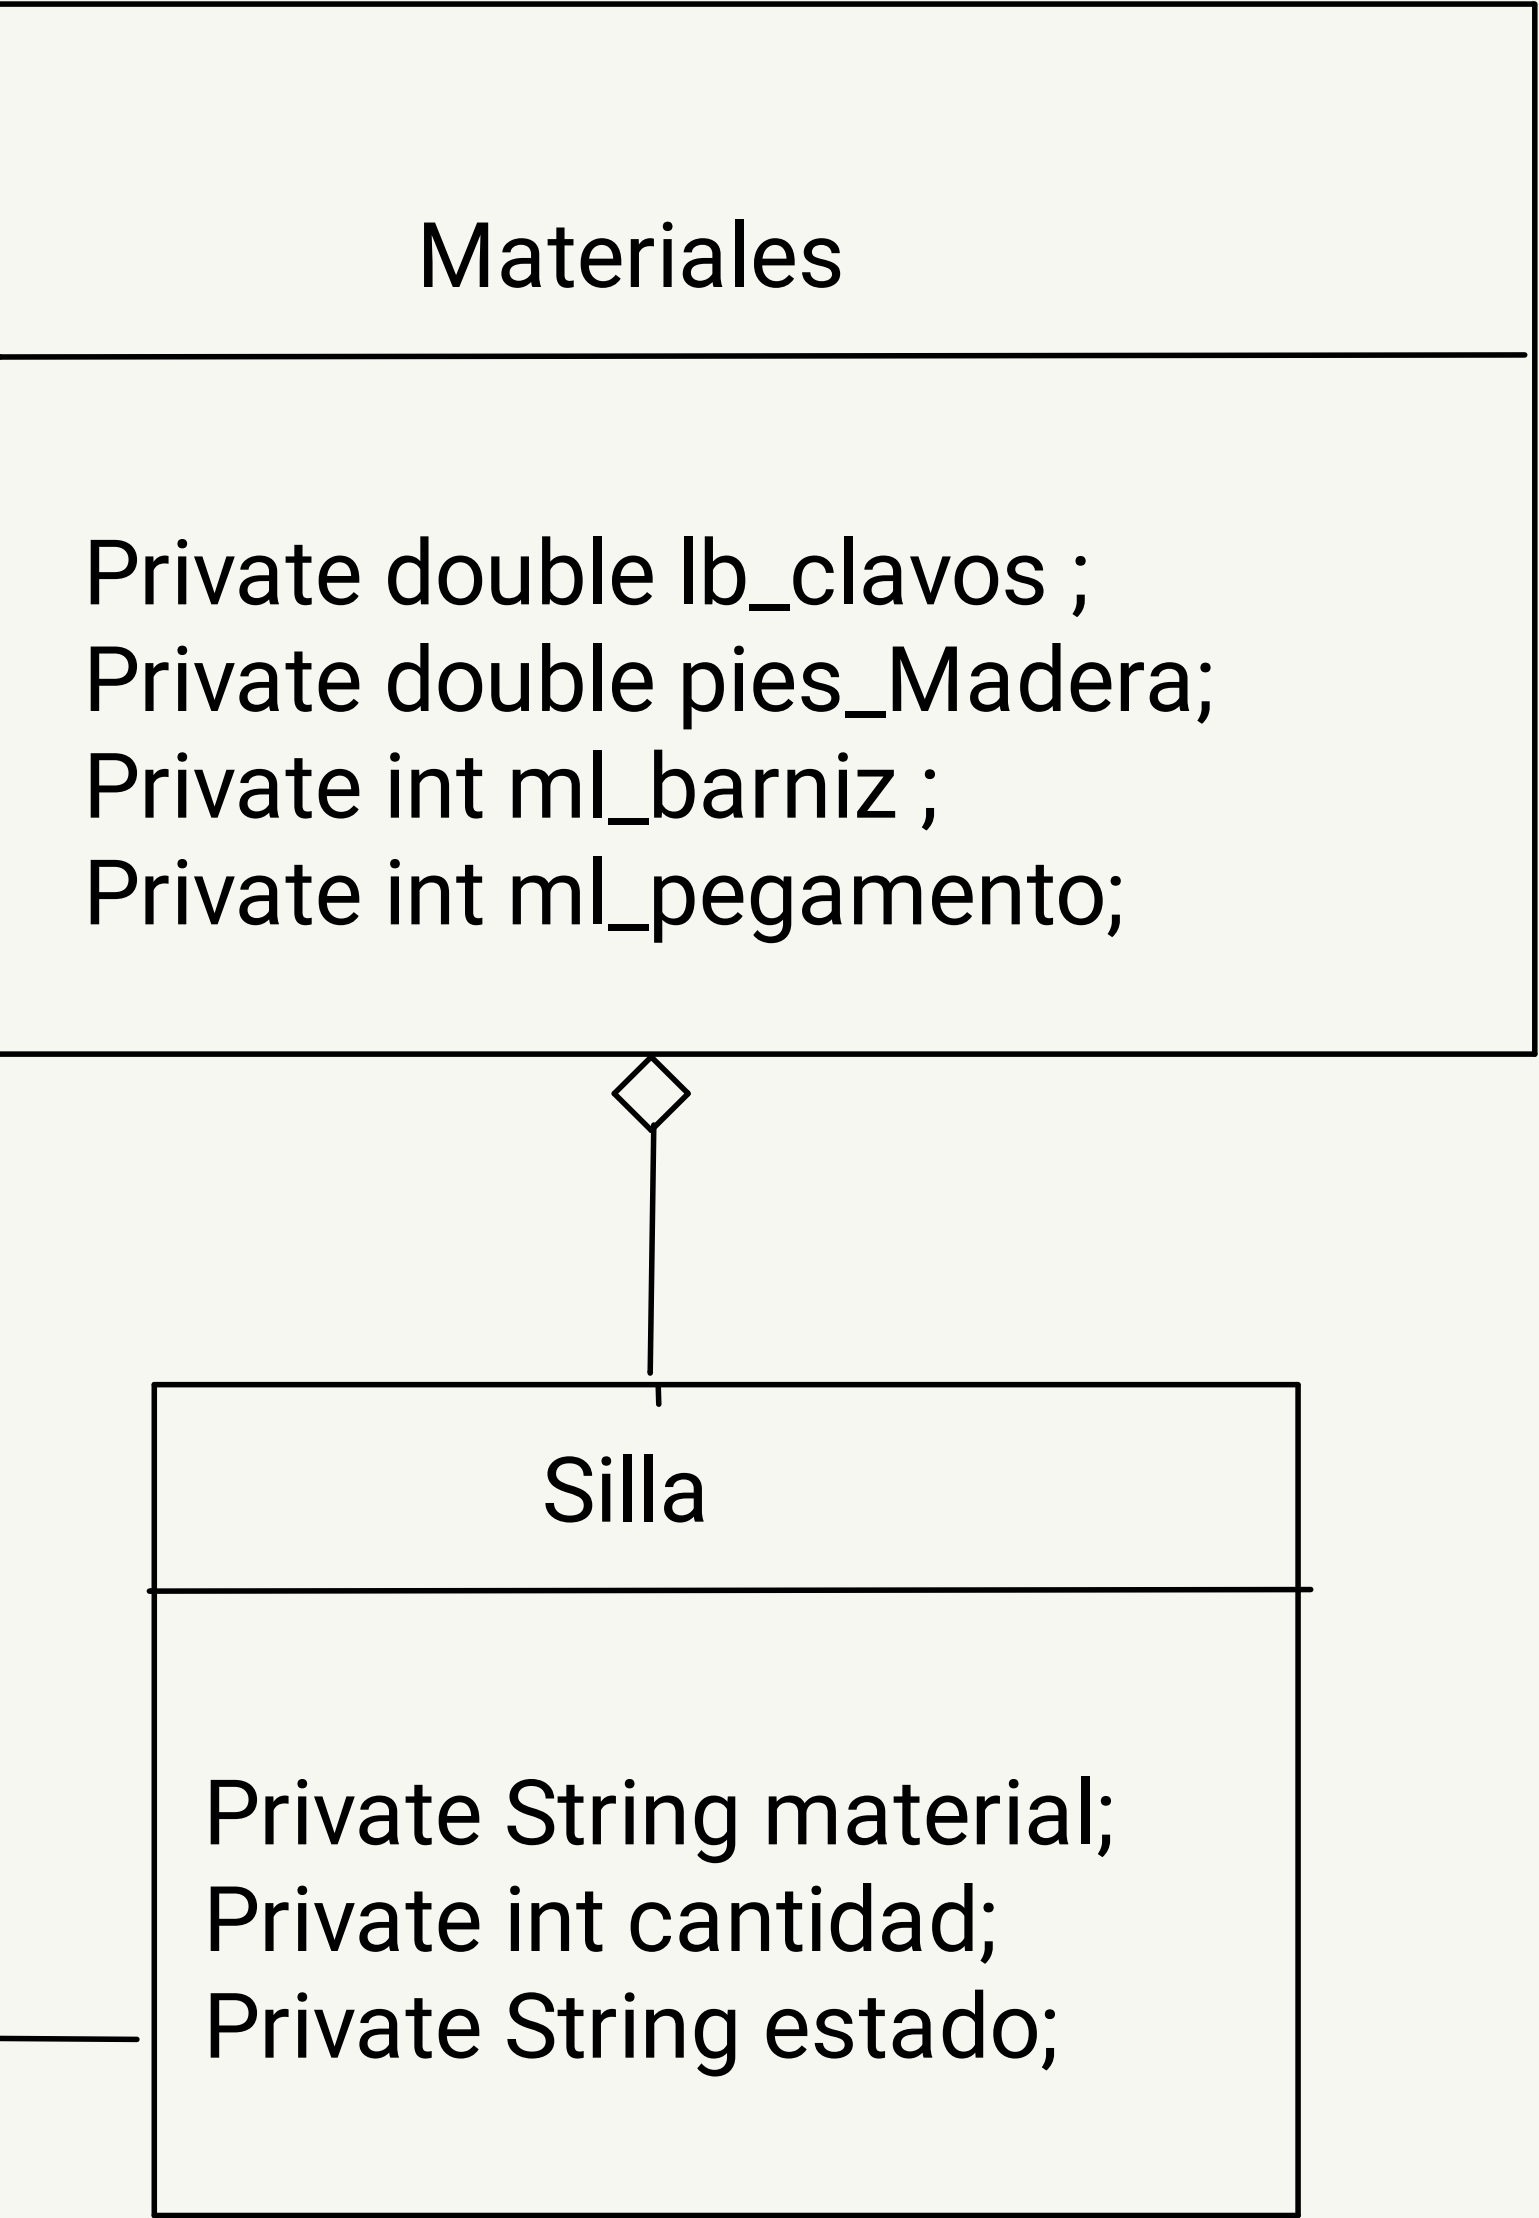 Materiales
Private double lb_clavos ;
Private double pies_Madera;
Private int ml_barniz ;
Private int ml_pegamento;
Silla
Private String material;
Private int cantidad;
Private String estado;